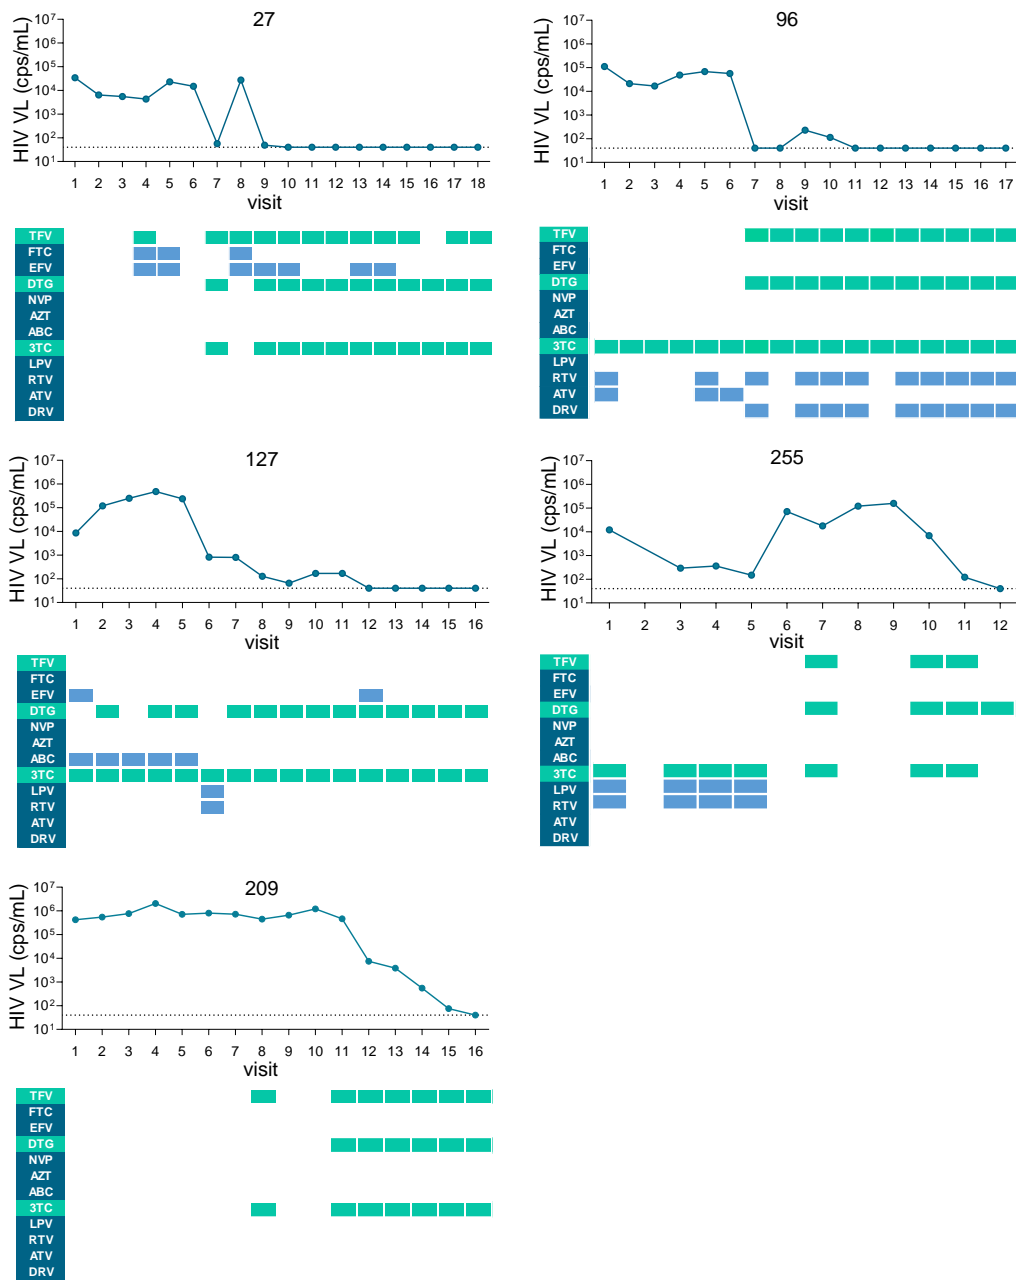 27
HIV VL (cps/mL)
10⁷
10⁶
10⁵
10⁴
10³
10²
10¹
1 2 3 4 5 6 7 8 9 10 11 12 13 14 15 16 17 18
visit
TFV
FTC
EFV
DTG
NVP
AZT
ABC
3TC
LPV
RTV
ATV
DRV
96
HIV VL (cps/mL)
10⁷
10⁶
10⁵
10⁴
10³
10²
10¹
1 2 3 4 5 6 7 8 9 10 11 12 13 14 15 16 17
visit
TFV
FTC
EFV
DTG
NVP
AZT
ABC
3TC
LPV
RTV
ATV
DRV
127
HIV VL (cps/mL)
10⁷
10⁶
10⁵
10⁴
10³
10²
10¹
1 2 3 4 5 6 7 8 9 10 11 12 13 14 15 16
visit
TFV
FTC
EFV
DTG
NVP
AZT
ABC
3TC
LPV
RTV
ATV
DRV
255
HIV VL (cps/mL)
10⁷
10⁶
10⁵
10⁴
10³
10²
10¹
1 2 3 4 5 6 7 8 9 10 11 12
visit
TFV
FTC
EFV
DTG
NVP
AZT
ABC
3TC
LPV
RTV
ATV
DRV
209
HIV VL (cps/mL)
10⁷
10⁶
10⁵
10⁴
10³
10²
10¹
1 2 3 4 5 6 7 8 9 10 11 12 13 14 15 16
visit
TFV
FTC
EFV
DTG
NVP
AZT
ABC
3TC
LPV
RTV
ATV
DRV